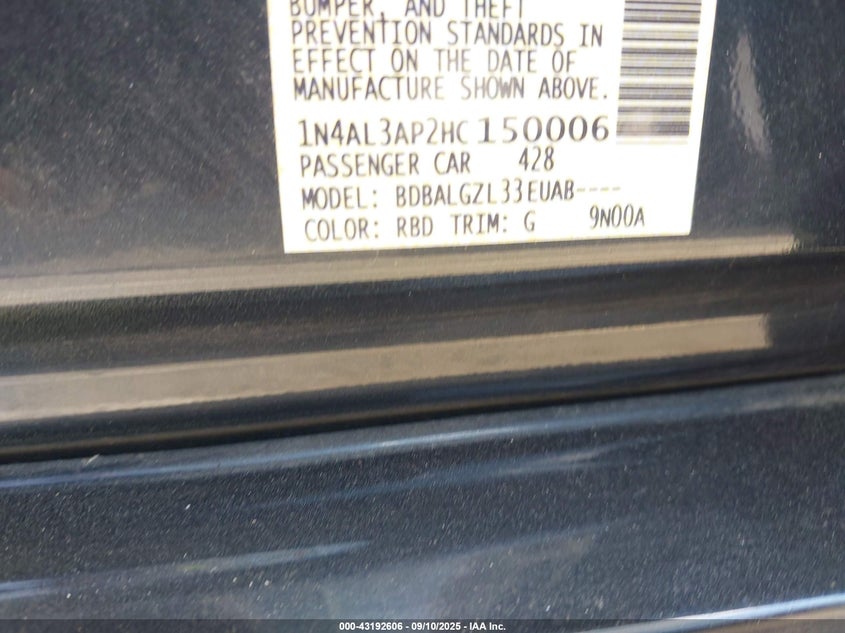 BUMPER, AND THEFT
PREVENTION STANDARDS IN
EFFECT ON THE DATE OF
MANUFACTURE SHOWN ABOVE.
1N4AL3AP2HC150006
PASSENGER CAR 428
MODEL: BDBALGZL33EUAB----
COLOR: RBD TRIM: G 9N00A
000-43192606 - 09/10/2025 - IAA Inc.